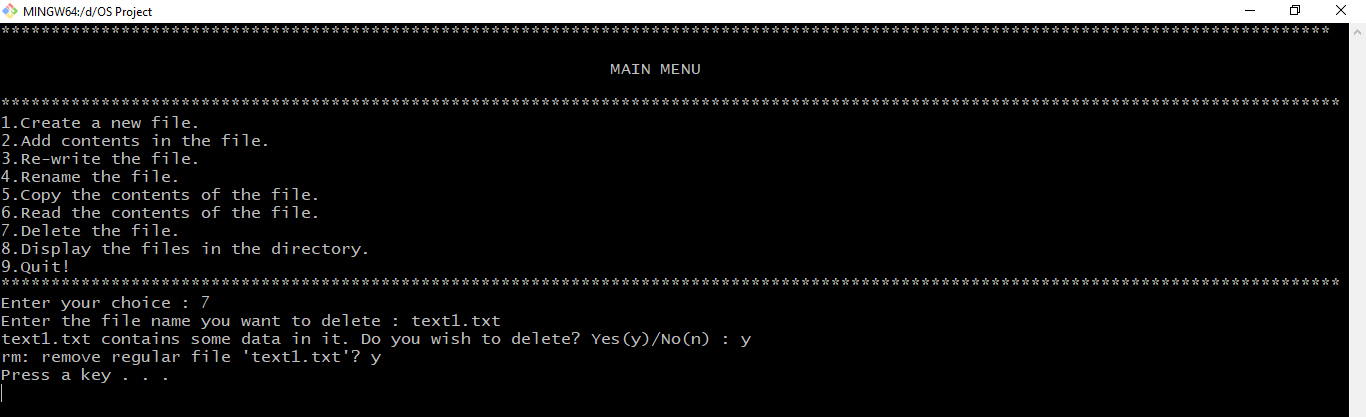 MINGW64:/d/OS Project
*************************************************************************************************************************************
MAIN MENU
**************************************************************************************************************************************
1.Create a new file.
2.Add contents in the file.
3.Re-write the file.
4.Rename the file.
5.Copy the contents of the file.
6.Read the contents of the file.
7.Delete the file.
8.Display the files in the directory.
9.Quit!
**************************************************************************************************************************************
Enter your choice : 7
Enter the file name you want to delete : text1.txt
text1.txt contains some data in it. Do you wish to delete? Yes(y)/No(n) : y
rm: remove regular file 'text1.txt'? y
Press a key . . .